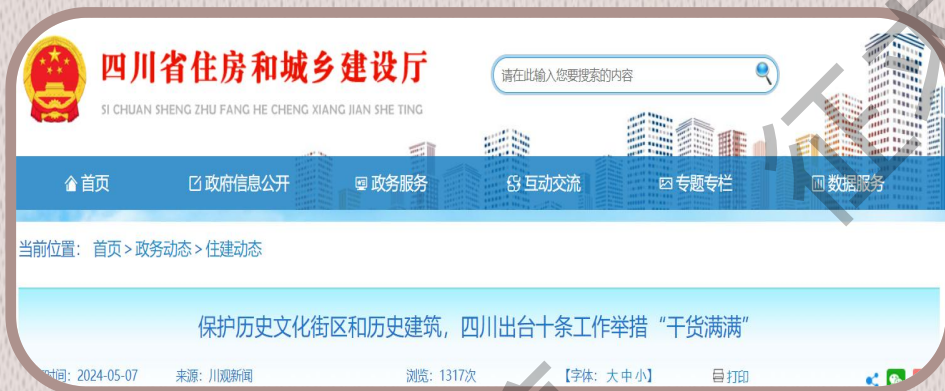 四川省住房和城乡建设厅
SI CHUAN SHENG ZHU FANG HE CHENG XIANG JIAN SHE TING
请在此输入您要搜索的内容
首页 政府信息公开 政务服务 互动交流 专题专栏 数据服务
当前位置： 首页 > 政务动态 > 住建动态
保护历史文化街区和历史建筑，四川出台十条工作举措“干货满满”
时间：2024-05-07 来源：川观新闻 浏览：1317次 【字体：大 中 小】 打印